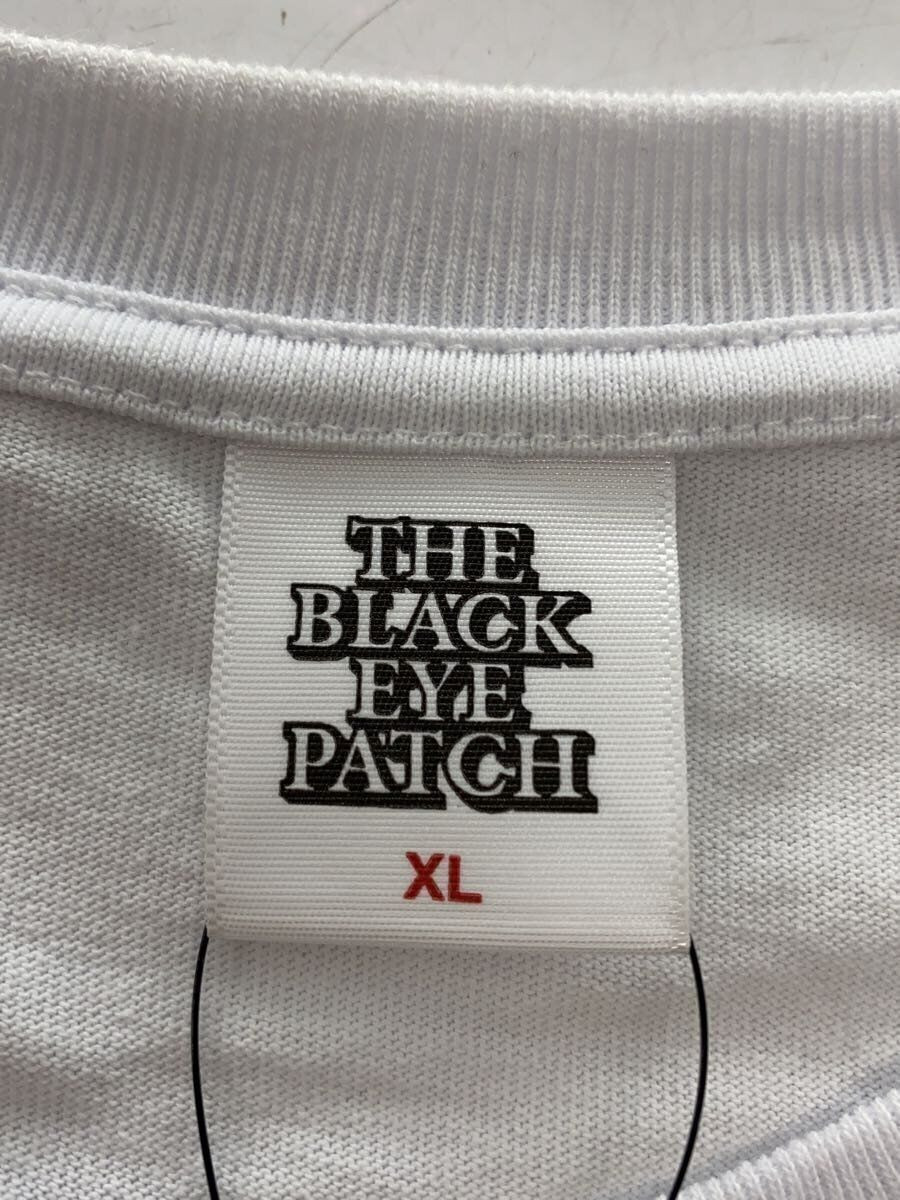 THE
BLACK
EYE
PATCH
XL